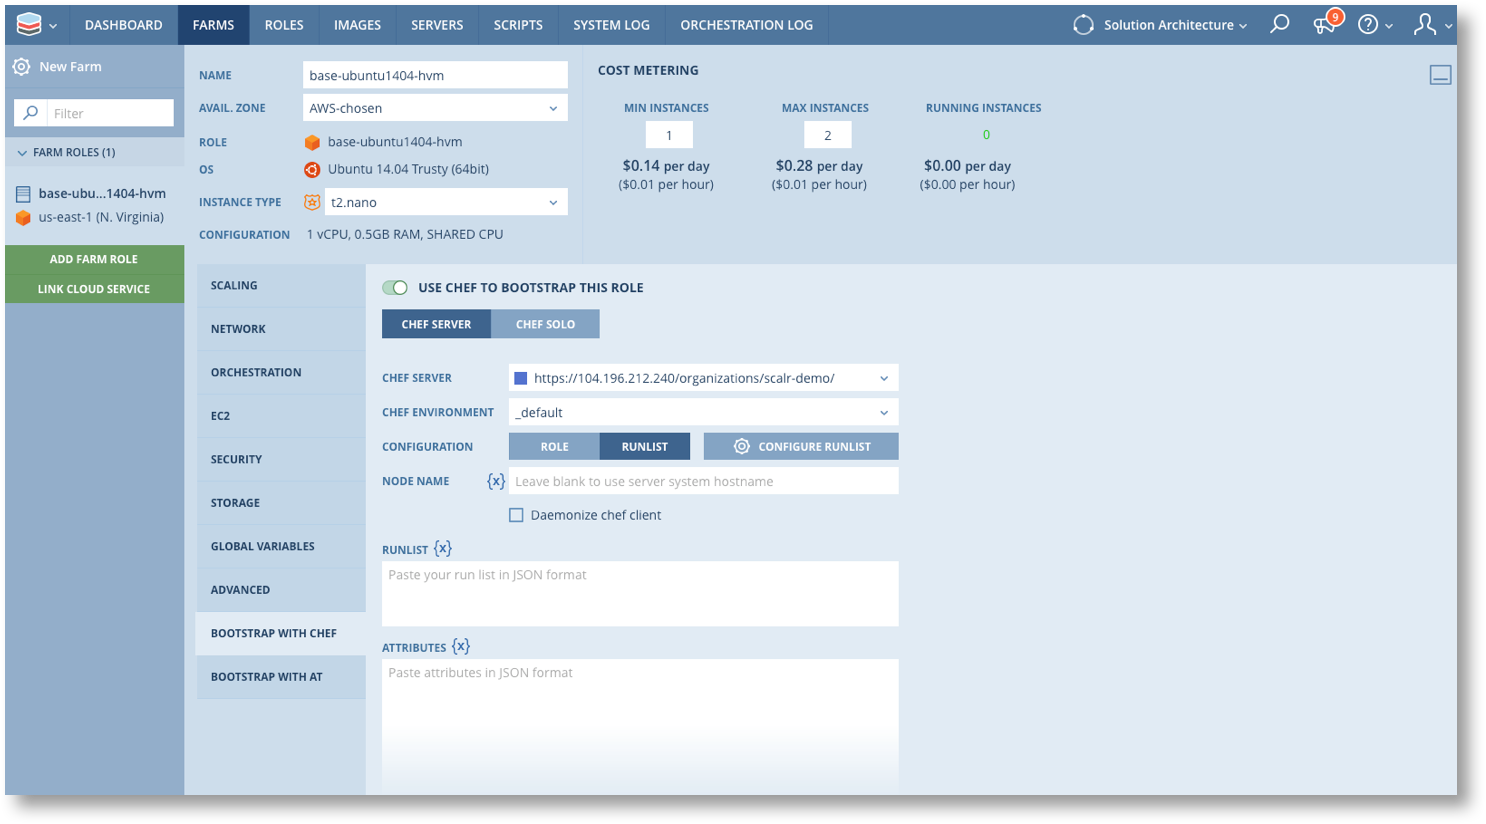 DASHBOARD FARMS ROLES IMAGES SERVERS SCRIPTS SYSTEM LOG ORCHESTRATION LOG Solution Architecture 9
New Farm
Filter
FARM ROLES (1)
base-ubu...1404-hvm
us-east-1 (N. Virginia)
ADD FARM ROLE
LINK CLOUD SERVICE
NAME base-ubuntu1404-hvm
AVAIL. ZONE AWS-chosen
ROLE base-ubuntu1404-hvm
OS Ubuntu 14.04 Trusty (64bit)
INSTANCE TYPE t2.nano
CONFIGURATION 1 vCPU, 0.5GB RAM, SHARED CPU
COST METERING
MIN INSTANCES MAX INSTANCES RUNNING INSTANCES
1 2 0
$0.14 per day $0.28 per day $0.00 per day
($0.01 per hour) ($0.01 per hour) ($0.00 per hour)
SCALING
NETWORK
ORCHESTRATION
EC2
SECURITY
STORAGE
GLOBAL VARIABLES
ADVANCED
BOOTSTRAP WITH CHEF
BOOTSTRAP WITH AT
USE CHEF TO BOOTSTRAP THIS ROLE
CHEF SERVER CHEF SOLO
CHEF SERVER https://104.196.212.240/organizations/scalr-demo/
CHEF ENVIRONMENT _default
CONFIGURATION ROLE RUNLIST CONFIGURE RUNLIST
NODE NAME {x} Leave blank to use server system hostname
Daemonize chef client
RUNLIST {x}
Paste your run list in JSON format
ATTRIBUTES {x}
Paste attributes in JSON format